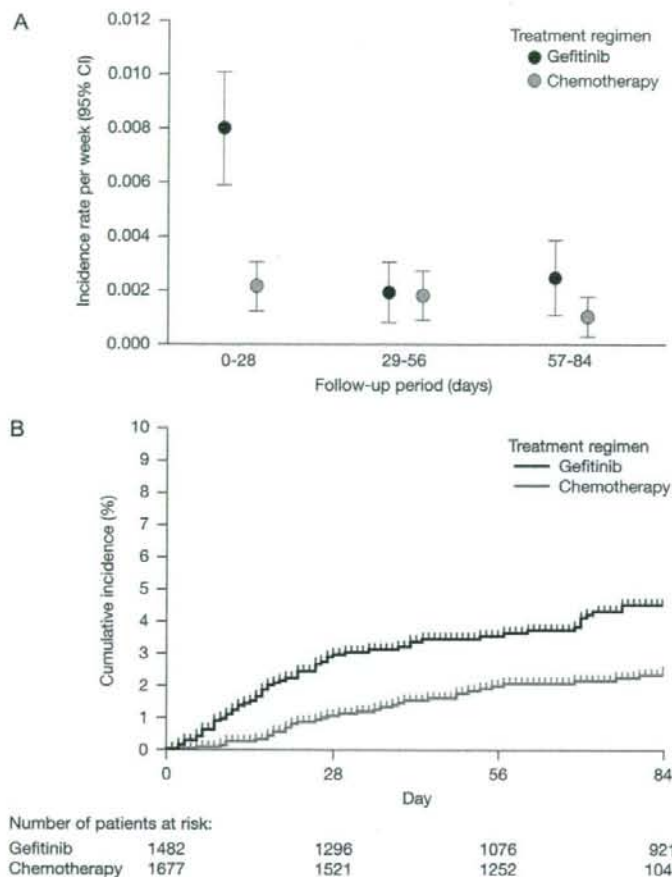 A
Incidence rate per week (95% CI)
0.012
0.010
0.008
0.006
0.004
0.002
0.000
Treatment regimen
Gefitinib
Chemotherapy
0-28
29-56
57-84
Follow-up period (days)
B
Cumulative incidence (%)
10
9
8
7
6
5
4
3
2
1
0
Treatment regimen
Gefitinib
Chemotherapy
0
28
56
84
Day
Number of patients at risk:
Gefitinib 1482 1296 1076 921
Chemotherapy 1677 1521 1252 104